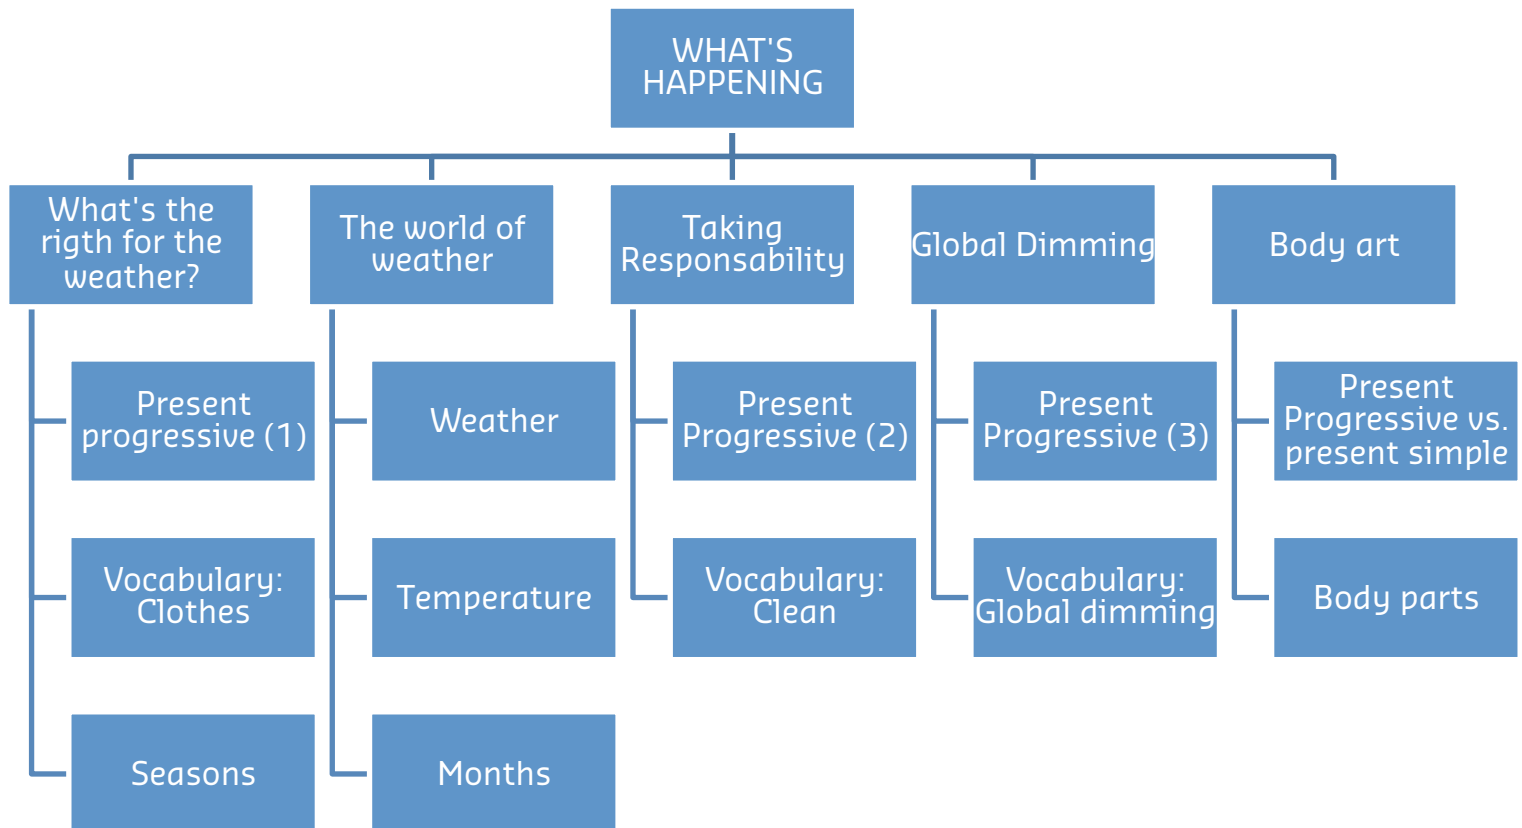 WHAT'S
HAPPENING
What's the
rigth for the
weather?
Present
progressive (1)
Vocabulary:
Clothes
Seasons
The world of
weather
Weather
Temperature
Months
Taking
Responsability
Present
Progressive (2)
Vocabulary:
Clean
Global Dimming
Present
Progressive (3)
Vocabulary:
Global dimming
Body art
Present
Progressive vs.
present simple
Body parts